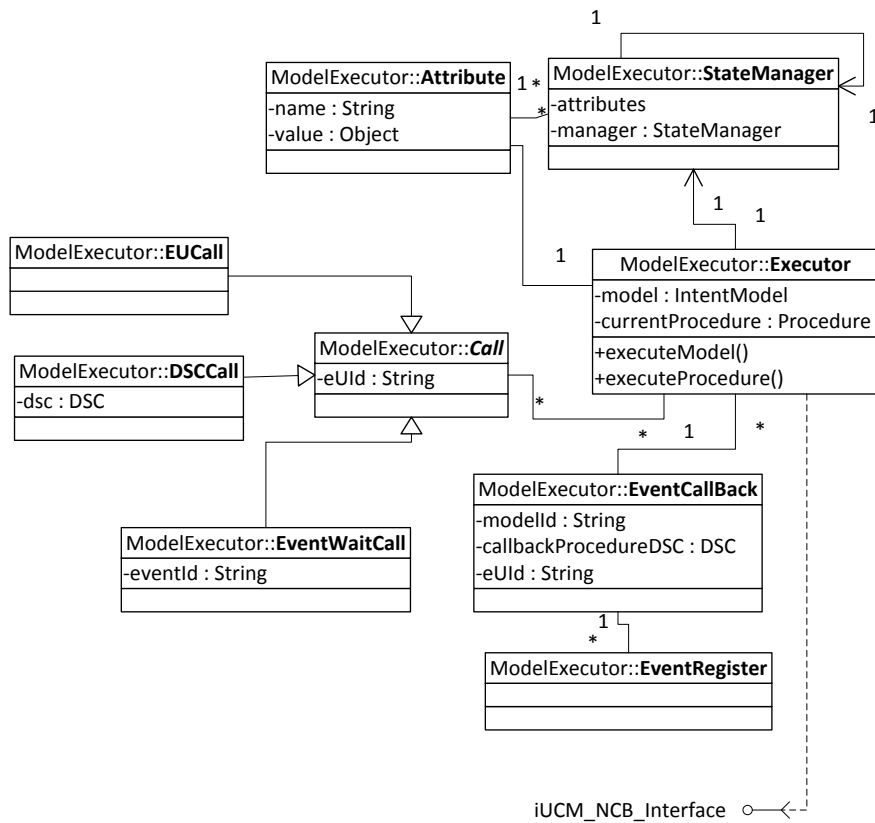 1
ModelExecutor::Attribute
-name : String
-value : Object
1
*
*
ModelExecutor::StateManager
-attributes
-manager : StateManager
1
1
1
1
ModelExecutor::EUCall
ModelExecutor::Executor
-model : IntentModel
-currentProcedure : Procedure
+executeModel()
+executeProcedure()
ModelExecutor::Call
-eUId : String
ModelExecutor::DSCCall
-dsc : DSC
*
*
1
*
ModelExecutor::EventCallBack
-modelId : String
-callbackProcedureDSC : DSC
-eUId : String
ModelExecutor::EventWaitCall
-eventId : String
1
*
ModelExecutor::EventRegister
iUCM_NCB_Interface